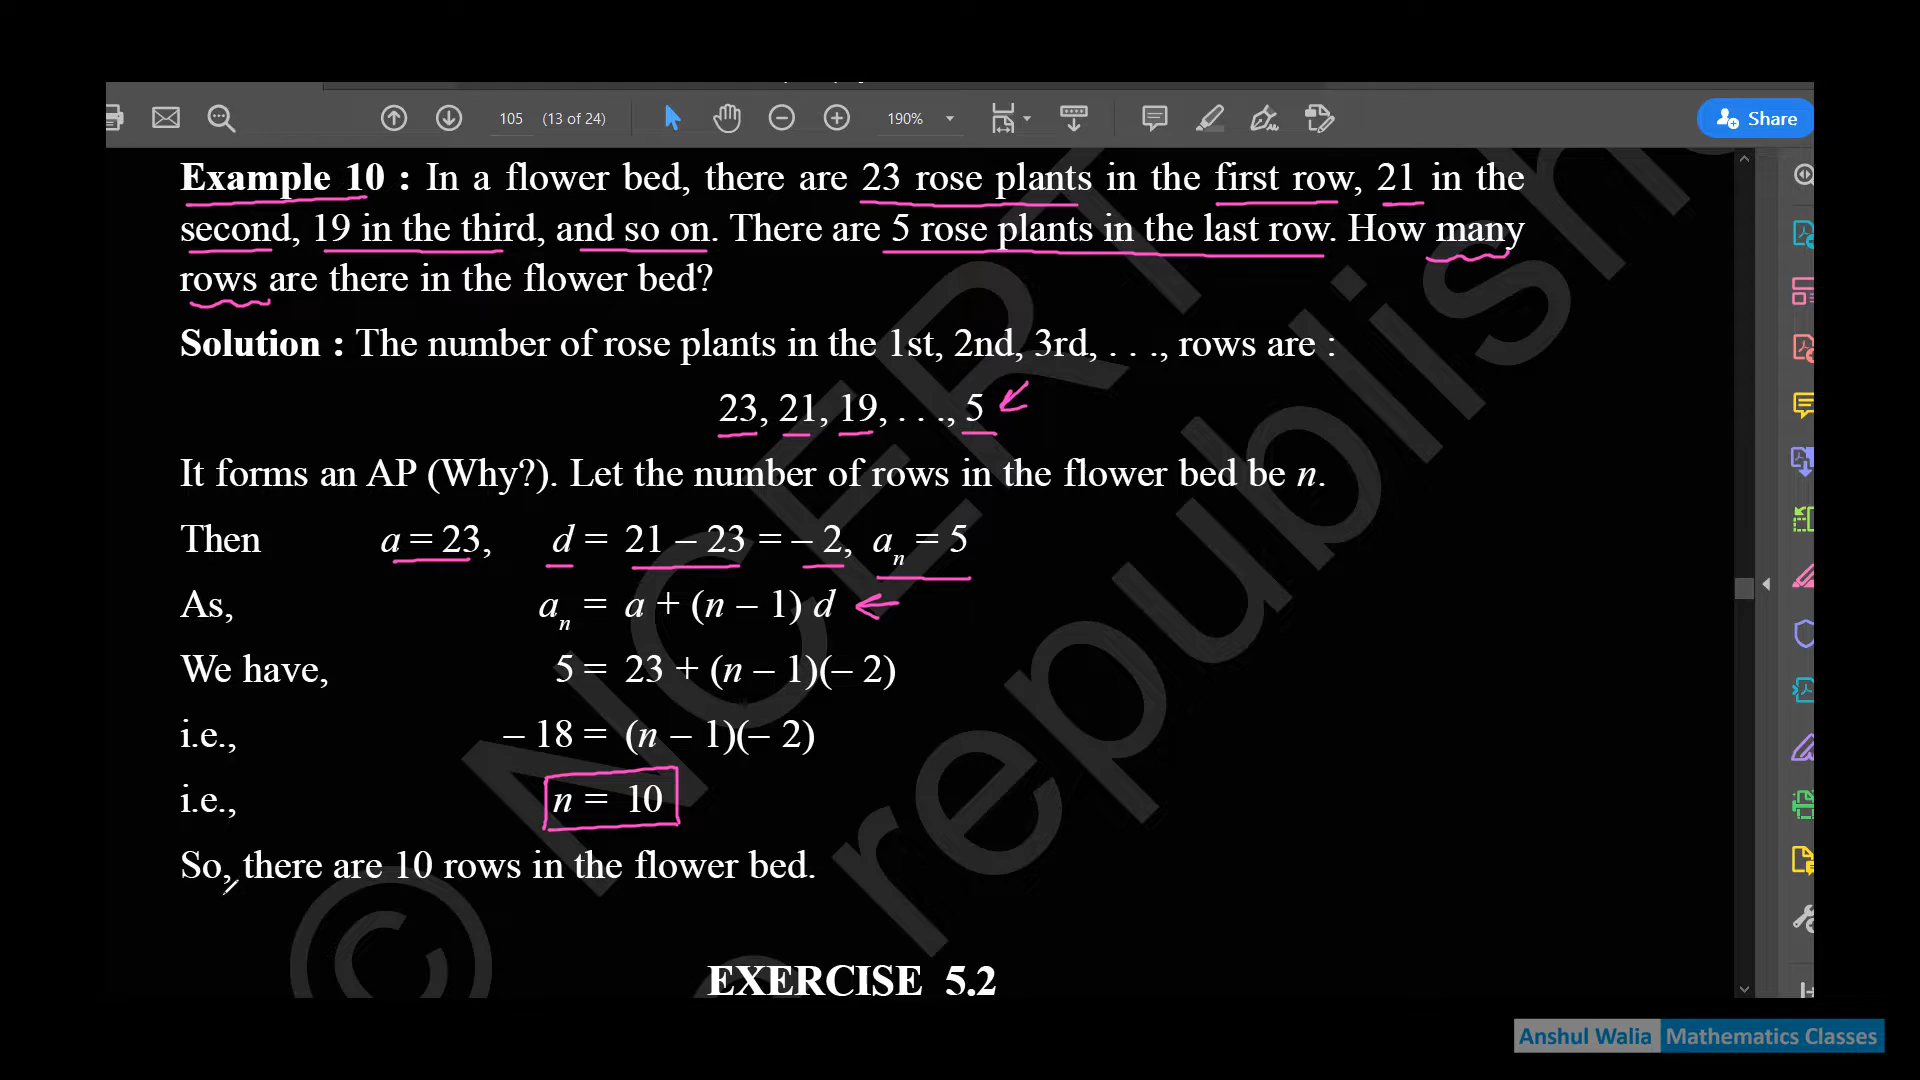 105 (13 of 24) 190% Share
Example 10 : In a flower bed, there are 23 rose plants in the first row, 21 in the
second, 19 in the third, and so on. There are 5 rose plants in the last row. How many
rows are there in the flower bed?
Solution : The number of rose plants in the 1st, 2nd, 3rd, . . ., rows are :
23, 21, 19, . . ., 5
It forms an AP (Why?). Let the number of rows in the flower bed be n.
Then a = 23, d = 21 – 23 = – 2, aₙ = 5
As, aₙ = a + (n – 1) d
We have, 5 = 23 + (n – 1)(– 2)
i.e., – 18 = (n – 1)(– 2)
i.e., n = 10
So, there are 10 rows in the flower bed.
EXERCISE 5.2
© NCERT
republish
Anshul Walia Mathematics Classes